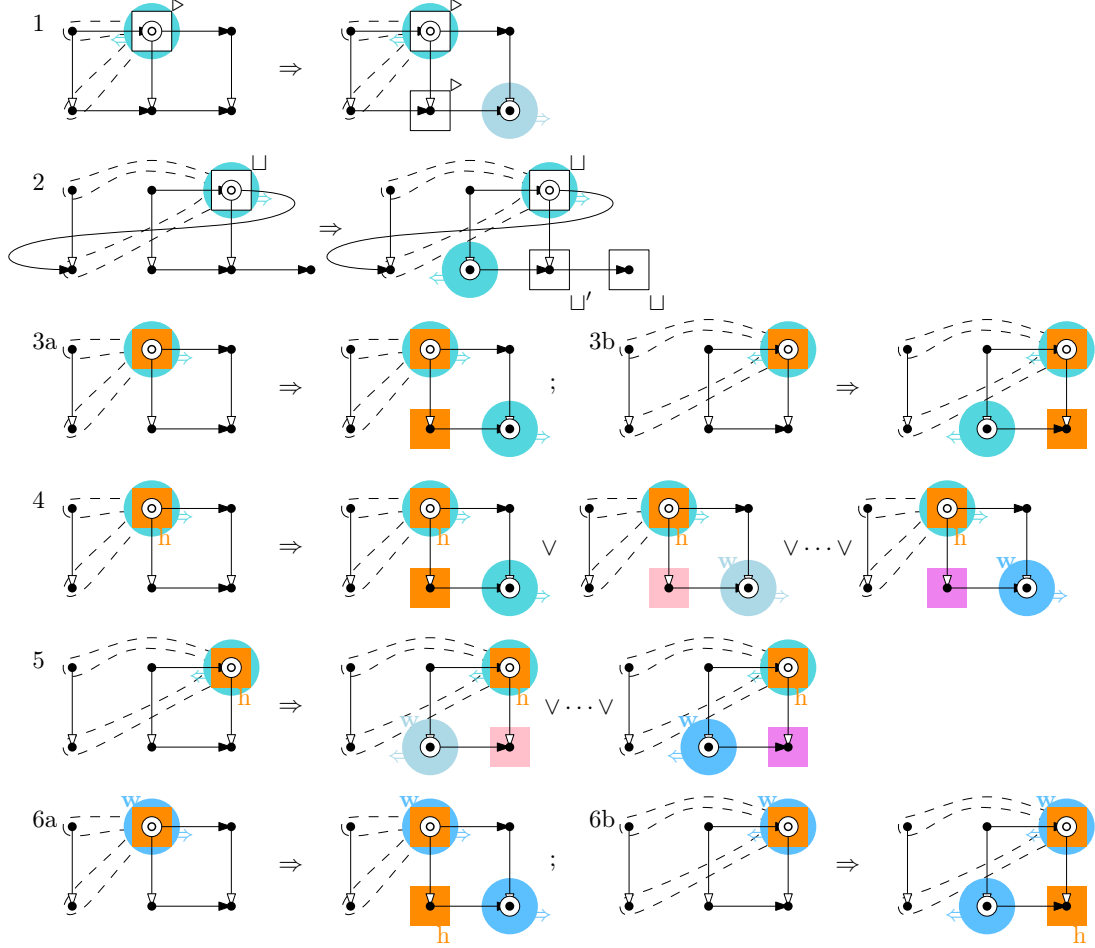 1 ▷ ⇒ ▷ ▷
2 ⊔ ⇒ ⊔ ⊔′ ⊔
3a ⇒ ; 3b ⇒
4 h ⇒ h ∨ h w ∨ ⋯ ∨ h w
5 h ⇒ h w ∨ ⋯ ∨ h w
6a w ⇒ w h ; 6b w ⇒ w h